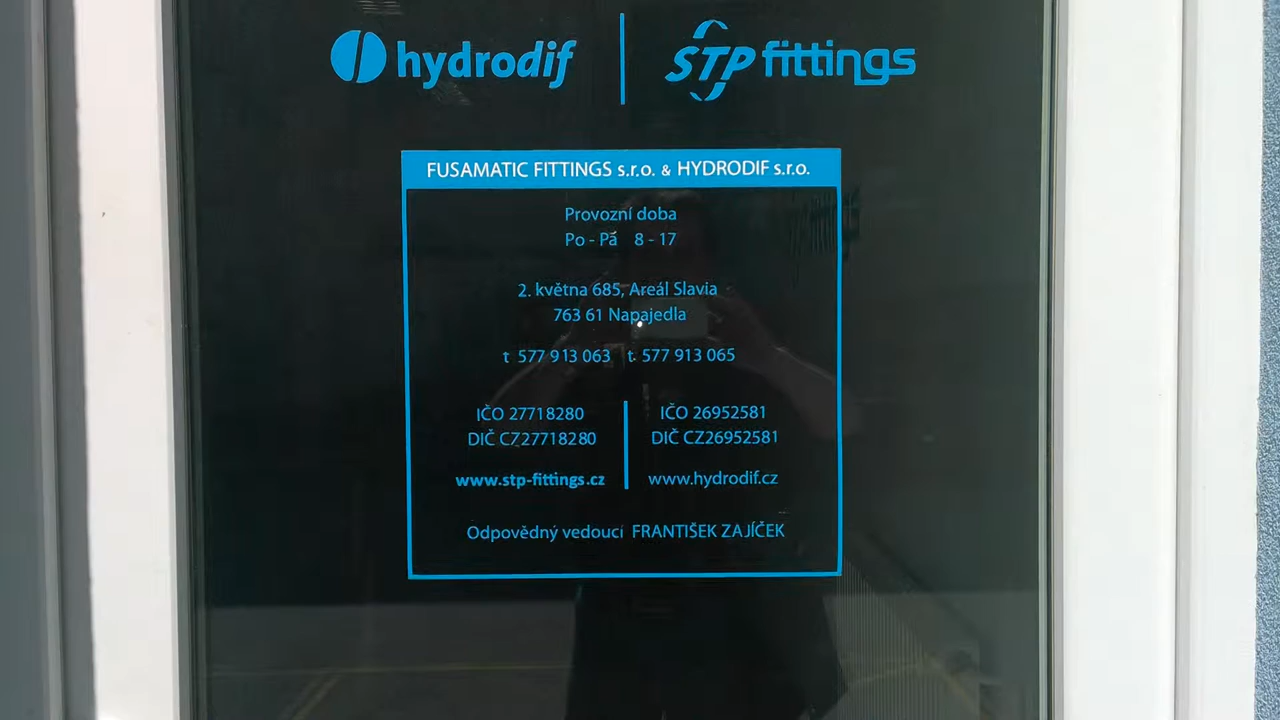 hydrodif | STP fittings
FUSAMATIC FITTINGS s.r.o. & HYDRODIF s.r.o.
Provozní doba
Po - Pá 8 - 17
2. května 685, Areál Slavia
763 61 Napajedla
t 577 913 063 t. 577 913 065
IČO 27718280 IČO 26952581
DIČ CZ27718280 DIČ CZ26952581
www.stp-fittings.cz www.hydrodif.cz
Odpovědný vedoucí FRANTIŠEK ZAJÍČEK